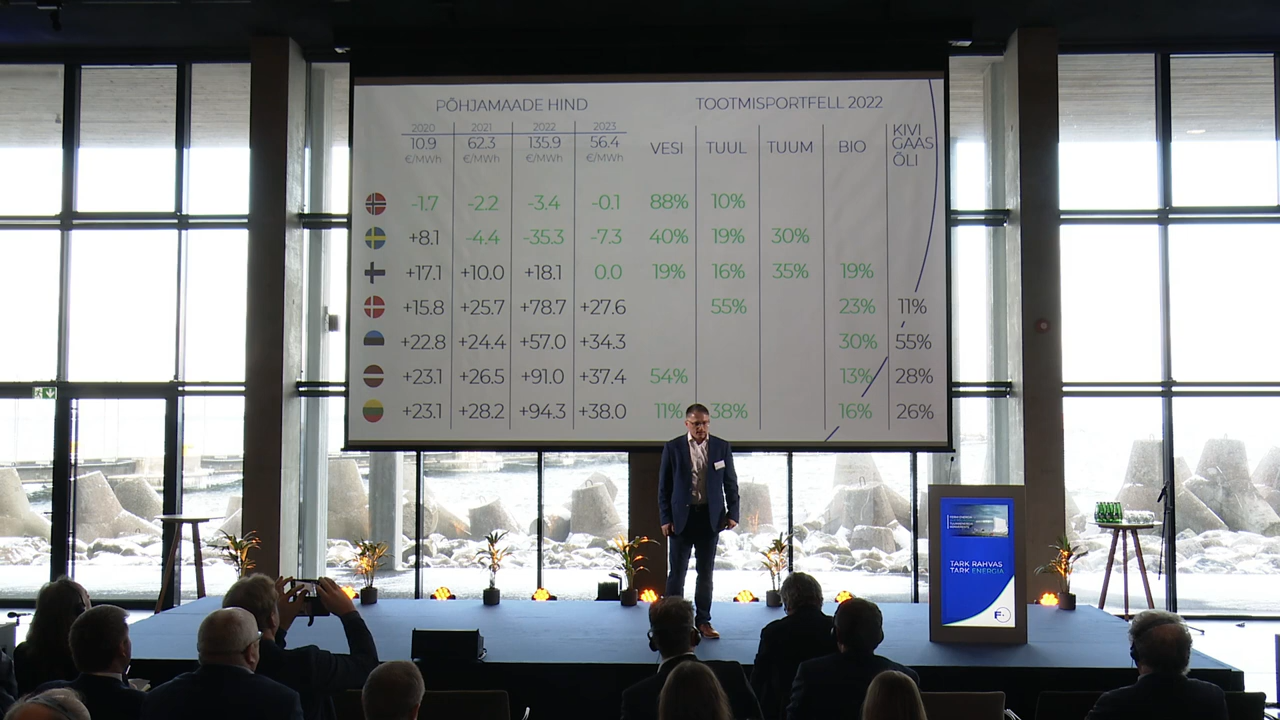 PÕHJAMAADE HIND TOOTMISPORTFELL 2022
2020 2021 2022 2023
10.9 62.3 135.9 56.4
€/MWh €/MWh €/MWh €/MWh
VESI TUUL TUUM BIO KIVI GAAS ÕLI
-1.7 -2.2 -3.4 -0.1 88% 10%
+8.1 -4.4 -35.3 -7.3 40% 19% 30%
+17.1 +10.0 +18.1 0.0 19% 16% 35% 19%
+15.8 +25.7 +78.7 +27.6 55% 23% 11%
+22.8 +24.4 +57.0 +34.3 30% 55%
+23.1 +26.5 +91.0 +37.4 54% 13% 28%
+23.1 +28.2 +94.3 +38.0 11% 38% 16% 26%
TARK RAHVAS
TARK ENERGIA